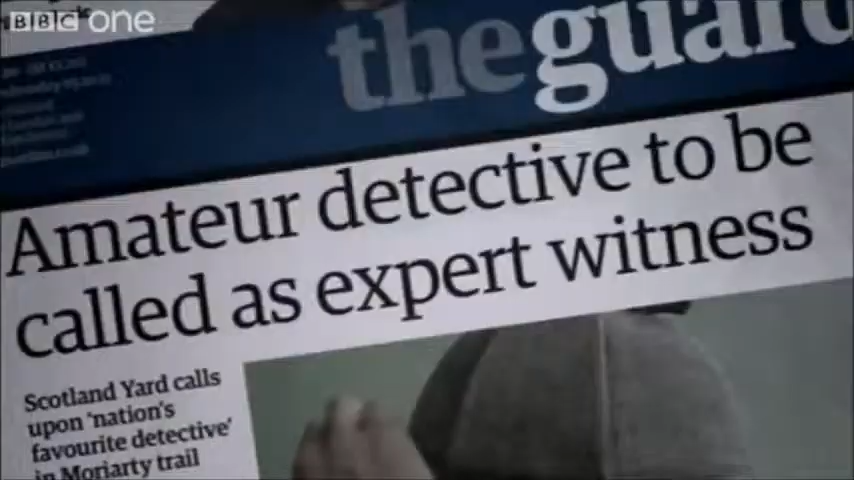 BBC one
theguard
Amateur detective to be
called as expert witness
Scotland Yard calls
upon 'nation's
favourite detective'
in Moriarty trail